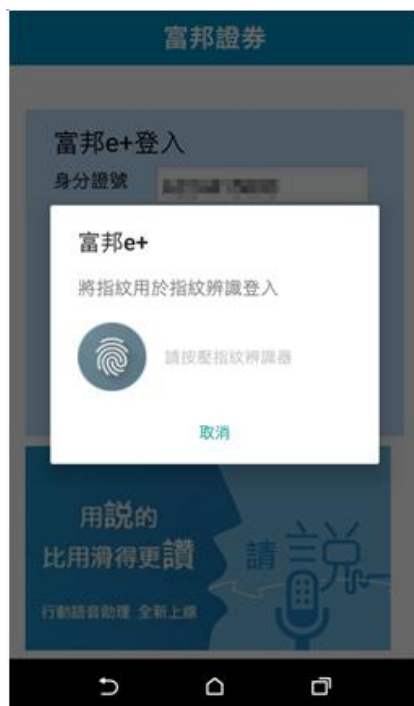 富邦證券
富邦e+登入
身分證號
富邦e+
將指紋用於指紋辨識登入
請按壓指紋辨識器
取消
用説的
比用滑得更讚
請
説
行動語音助理 全新上線